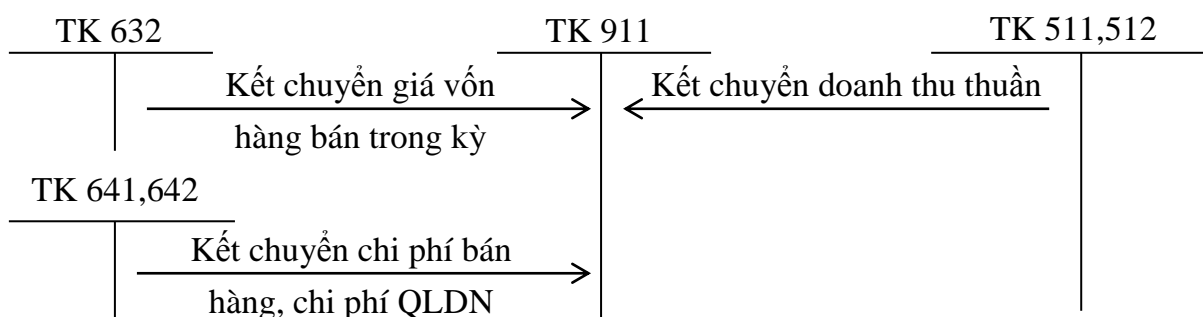 TK 632
TK 911
TK 511,512
Kết chuyển giá vốn
hàng bán trong kỳ
Kết chuyển doanh thu thuần
TK 641,642
Kết chuyển chi phí bán
hàng, chi phí QLDN